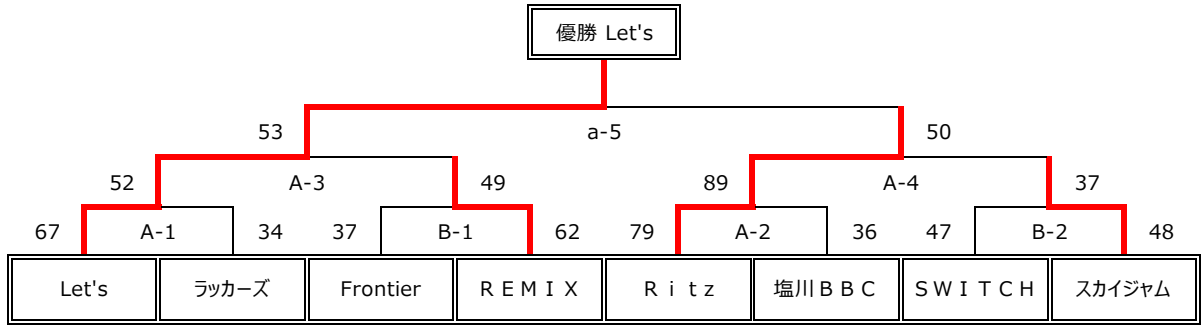 優勝 Let's
53 a-5 50
52 A-3 49 89 A-4 37
67 A-1 34 37 B-1 62 79 A-2 36 47 B-2 48
Let's ラッカーズ Frontier ＲＥＭＩＸ Ｒｉｔｚ 塩川ＢＢＣ ＳＷＩＴＣＨ スカイジャム